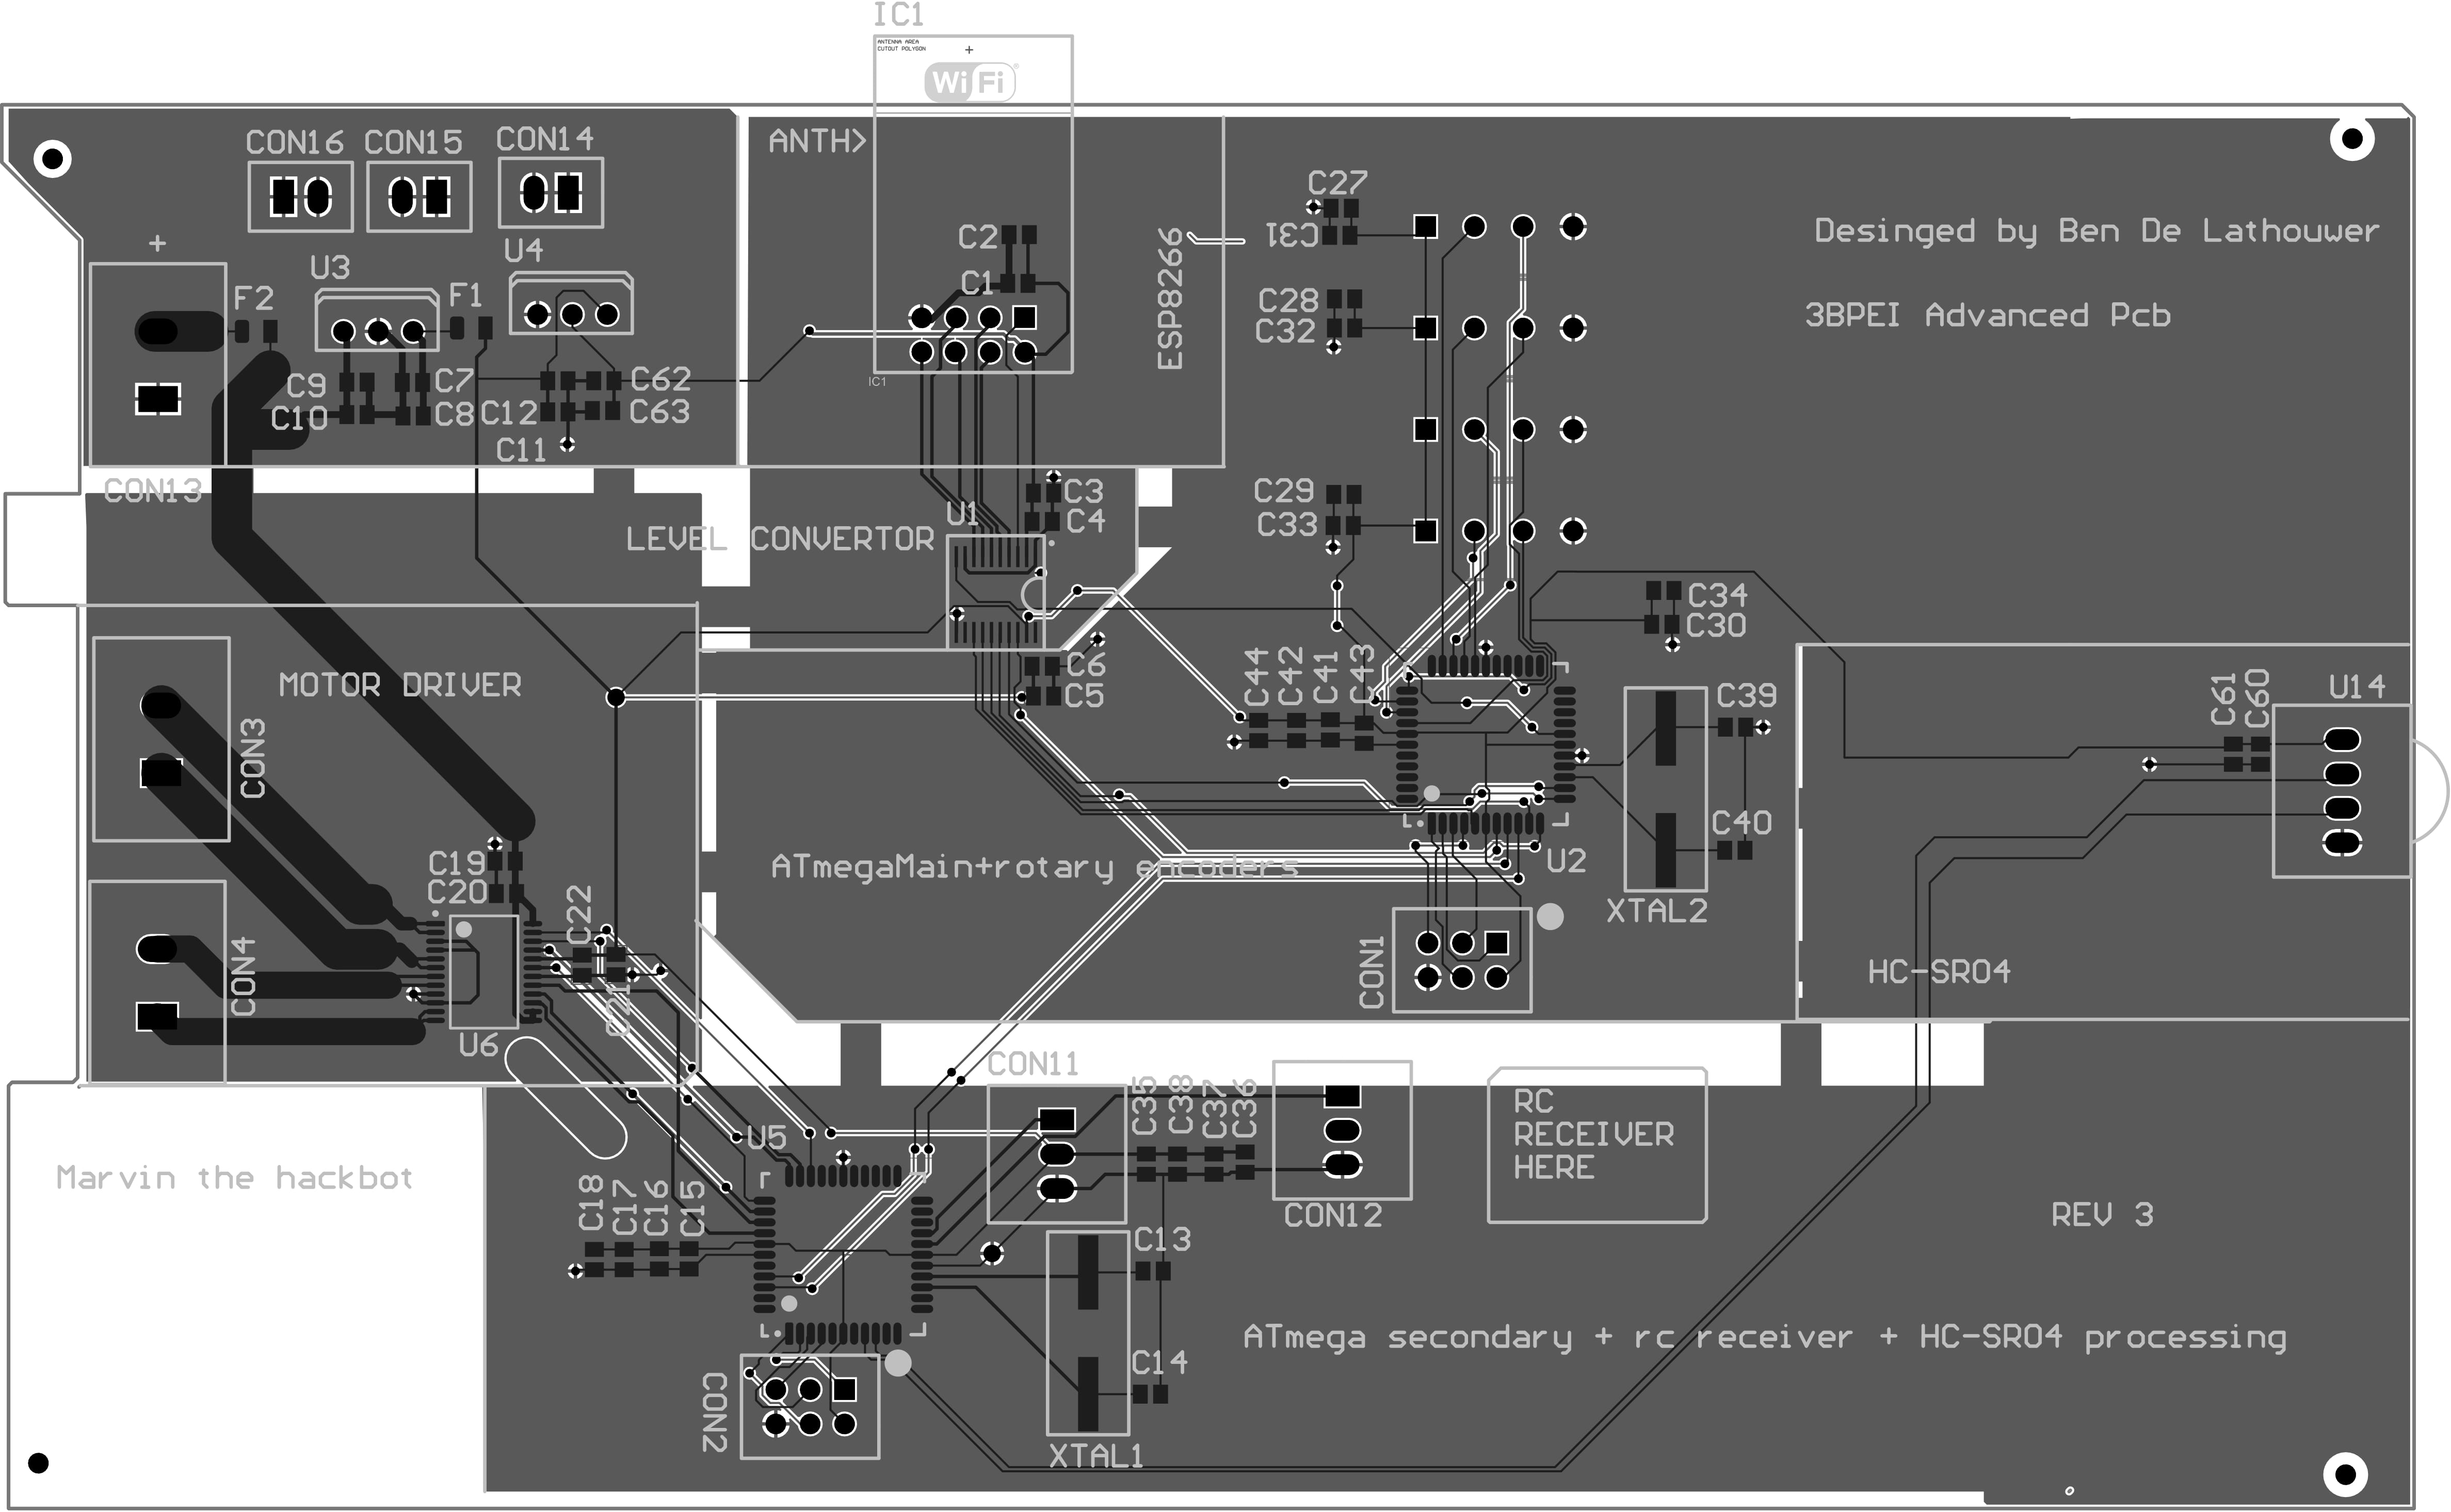 IC1
ANTENNA AREA
CUTOUT POLYGON
+
WiFi
CON16
CON15
CON14
ANTH>
C27
C31
+
U3
U4
C2
C1
ESP8266
Desinged by Ben De Lathouwer
F2
F1
C28
C32
3BPEI Advanced Pcb
C9
C10
C7
C8
C12
C11
C62
C63
IC1
CON13
C3
C4
U1
LEVEL CONVERTOR
C29
C33
C34
C30
MOTOR DRIVER
C6
C5
C44
C42
C41
C43
C39
C61
C60
U14
CON3
C40
C19
C20
C22
ATmegaMain+rotary encoders
U2
XTAL2
CON4
C21
CON1
HC-SR04
U6
CON11
C35
C38
C37
C36
RC
RECEIVER
HERE
U5
Marvin the hackbot
C18
C17
C16
C15
CON12
REV 3
C13
ATmega secondary + rc receiver + HC-SR04 processing
C14
CON2
XTAL1